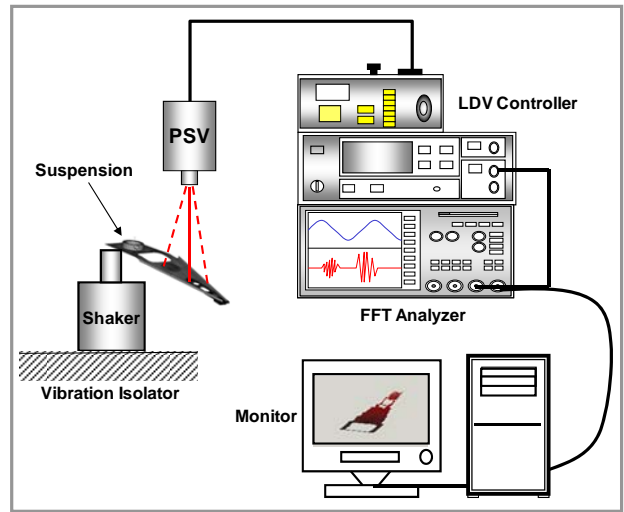 PSV
LDV Controller
Suspension
Shaker
FFT Analyzer
Vibration Isolator
Monitor